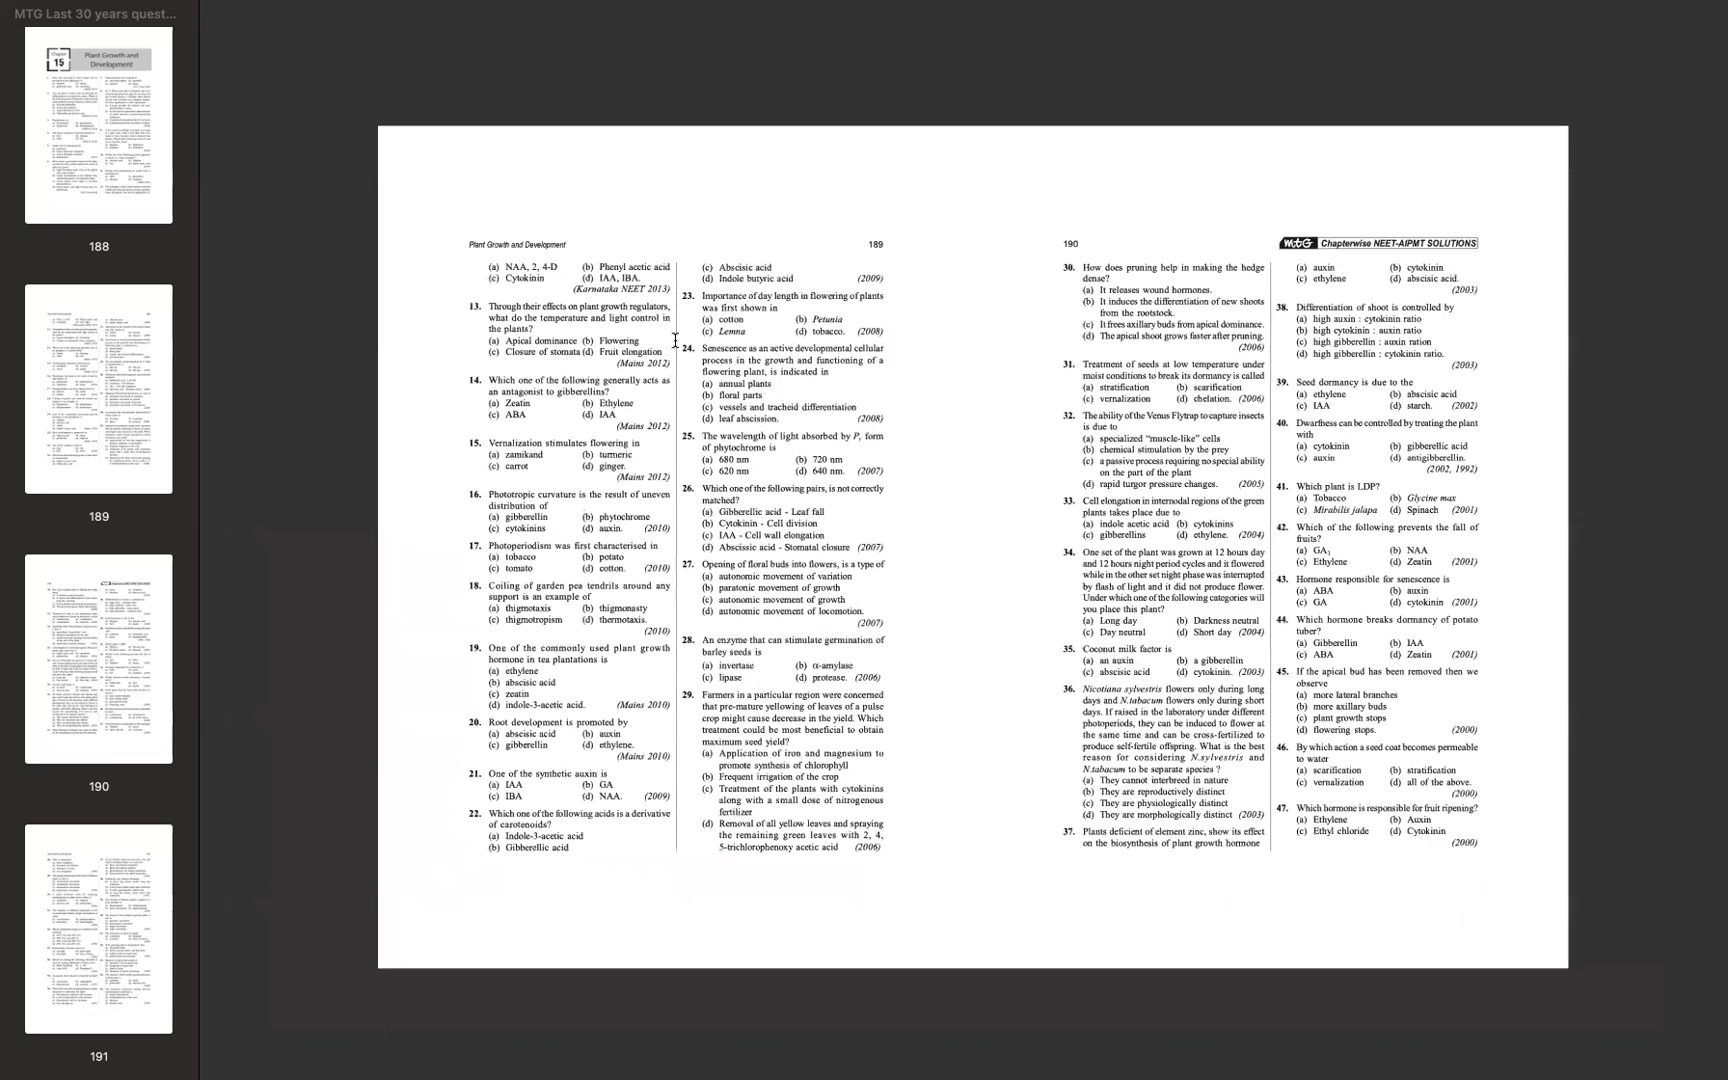 MTG Last 30 years quest...
Chapter
15
Plant Growth and
Development
188
189
190
191
Plant Growth and Development
189
(a) NAA, 2, 4-D (b) Phenyl acetic acid
(c) Cytokinin (d) IAA, IBA.
(Karnataka NEET 2013)
13. Through their effects on plant growth regulators,
what do the temperature and light control in
the plants?
(a) Apical dominance (b) Flowering
(c) Closure of stomata (d) Fruit elongation
(Mains 2012)
14. Which one of the following generally acts as
an antagonist to gibberellins?
(a) Zeatin (b) Ethylene
(c) ABA (d) IAA
(Mains 2012)
15. Vernalization stimulates flowering in
(a) zamikand (b) turmeric
(c) carrot (d) ginger.
(Mains 2012)
16. Phototropic curvature is the result of uneven
distribution of
(a) gibberellin (b) phytochrome
(c) cytokinins (d) auxin. (2010)
17. Photoperiodism was first characterised in
(a) tobacco (b) potato
(c) tomato (d) cotton. (2010)
18. Coiling of garden pea tendrils around any
support is an example of
(a) thigmotaxis (b) thigmonasty
(c) thigmotropism (d) thermotaxis.
(2010)
19. One of the commonly used plant growth
hormone in tea plantations is
(a) ethylene
(b) abscisic acid
(c) zeatin
(d) indole-3-acetic acid. (Mains 2010)
20. Root development is promoted by
(a) abscisic acid (b) auxin
(c) gibberellin (d) ethylene.
(Mains 2010)
21. One of the synthetic auxin is
(a) IAA (b) GA
(c) IBA (d) NAA. (2009)
22. Which one of the following acids is a derivative
of carotenoids?
(a) Indole-3-acetic acid
(b) Gibberellic acid
(c) Abscisic acid
(d) Indole butyric acid (2009)
23. Importance of day length in flowering of plants
was first shown in
(a) cotton (b) Petunia
(c) Lemna (d) tobacco. (2008)
24. Senescence as an active developmental cellular
process in the growth and functioning of a
flowering plant, is indicated in
(a) annual plants
(b) floral parts
(c) vessels and tracheid differentiation
(d) leaf abscission. (2008)
25. The wavelength of light absorbed by Pr form
of phytochrome is
(a) 680 nm (b) 720 nm
(c) 620 nm (d) 640 nm. (2007)
26. Which one of the following pairs, is not correctly
matched?
(a) Gibberellic acid - Leaf fall
(b) Cytokinin - Cell division
(c) IAA - Cell wall elongation
(d) Abscissic acid - Stomatal closure (2007)
27. Opening of floral buds into flowers, is a type of
(a) autonomic movement of variation
(b) paratonic movement of growth
(c) autonomic movement of growth
(d) autonomic movement of locomotion.
(2007)
28. An enzyme that can stimulate germination of
barley seeds is
(a) invertase (b) α-amylase
(c) lipase (d) protease. (2006)
29. Farmers in a particular region were concerned
that pre-mature yellowing of leaves of a pulse
crop might cause decrease in the yield. Which
treatment could be most beneficial to obtain
maximum seed yield?
(a) Application of iron and magnesium to
promote synthesis of chlorophyll
(b) Frequent irrigation of the crop
(c) Treatment of the plants with cytokinins
along with a small dose of nitrogenous
fertilizer
(d) Removal of all yellow leaves and spraying
the remaining green leaves with 2, 4,
5-trichlorophenoxy acetic acid (2006)
190
MtG Chapterwise NEET-AIPMT SOLUTIONS
30. How does pruning help in making the hedge
dense?
(a) It releases wound hormones.
(b) It induces the differentiation of new shoots
from the rootstock.
(c) It frees axillary buds from apical dominance.
(d) The apical shoot grows faster after pruning.
(2006)
31. Treatment of seeds at low temperature under
moist conditions to break its dormancy is called
(a) stratification (b) scarification
(c) vernalization (d) chelation. (2006)
32. The ability of the Venus Flytrap to capture insects
is due to
(a) specialized “muscle-like” cells
(b) chemical stimulation by the prey
(c) a passive process requiring no special ability
on the part of the plant
(d) rapid turgor pressure changes. (2005)
33. Cell elongation in internodal regions of the green
plants takes place due to
(a) indole acetic acid (b) cytokinins
(c) gibberellins (d) ethylene. (2004)
34. One set of the plant was grown at 12 hours day
and 12 hours night period cycles and it flowered
while in the other set night phase was interrupted
by flash of light and it did not produce flower.
Under which one of the following categories will
you place this plant?
(a) Long day (b) Darkness neutral
(c) Day neutral (d) Short day (2004)
35. Coconut milk factor is
(a) an auxin (b) a gibberellin
(c) abscisic acid (d) cytokinin. (2003)
36. Nicotiana sylvestris flowers only during long
days and N.tabacum flowers only during short
days. If raised in the laboratory under different
photoperiods, they can be induced to flower at
the same time and can be cross-fertilized to
produce self-fertile offspring. What is the best
reason for considering N.sylvestris and
N.tabacum to be separate species ?
(a) They cannot interbreed in nature
(b) They are reproductively distinct
(c) They are physiologically distinct
(d) They are morphologically distinct (2003)
37. Plants deficient of element zinc, show its effect
on the biosynthesis of plant growth hormone
(a) auxin (b) cytokinin
(c) ethylene (d) abscisic acid.
(2003)
38. Differentiation of shoot is controlled by
(a) high auxin : cytokinin ratio
(b) high cytokinin : auxin ratio
(c) high gibberellin : auxin ration
(d) high gibberellin : cytokinin ratio.
(2003)
39. Seed dormancy is due to the
(a) ethylene (b) abscisic acid
(c) IAA (d) starch. (2002)
40. Dwarfness can be controlled by treating the plant
with
(a) cytokinin (b) gibberellic acid
(c) auxin (d) antigibberellin.
(2002, 1992)
41. Which plant is LDP?
(a) Tobacco (b) Glycine max
(c) Mirabilis jalapa (d) Spinach (2001)
42. Which of the following prevents the fall of
fruits?
(a) GA3 (b) NAA
(c) Ethylene (d) Zeatin (2001)
43. Hormone responsible for senescence is
(a) ABA (b) auxin
(c) GA (d) cytokinin (2001)
44. Which hormone breaks dormancy of potato
tuber?
(a) Gibberellin (b) IAA
(c) ABA (d) Zeatin (2001)
45. If the apical bud has been removed then we
observe
(a) more lateral branches
(b) more axillary buds
(c) plant growth stops
(d) flowering stops. (2000)
46. By which action a seed coat becomes permeable
to water
(a) scarification (b) stratification
(c) vernalization (d) all of the above.
(2000)
47. Which hormone is responsible for fruit ripening?
(a) Ethylene (b) Auxin
(c) Ethyl chloride (d) Cytokinin
(2000)